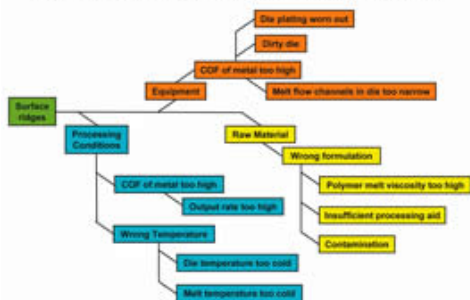 Die plating worn out
Dirty die
COF of metal too high
Equipment
Melt flow channels in die too narrow
Surface
ridges
Processing
Conditions
Raw Material
Wrong formulation
COF of metal too high
Polymer melt viscosity too high
Output rate too high
Insufficient processing aid
Wrong Temperature
Contamination
Die temperature too cold
Melt temperature too cold